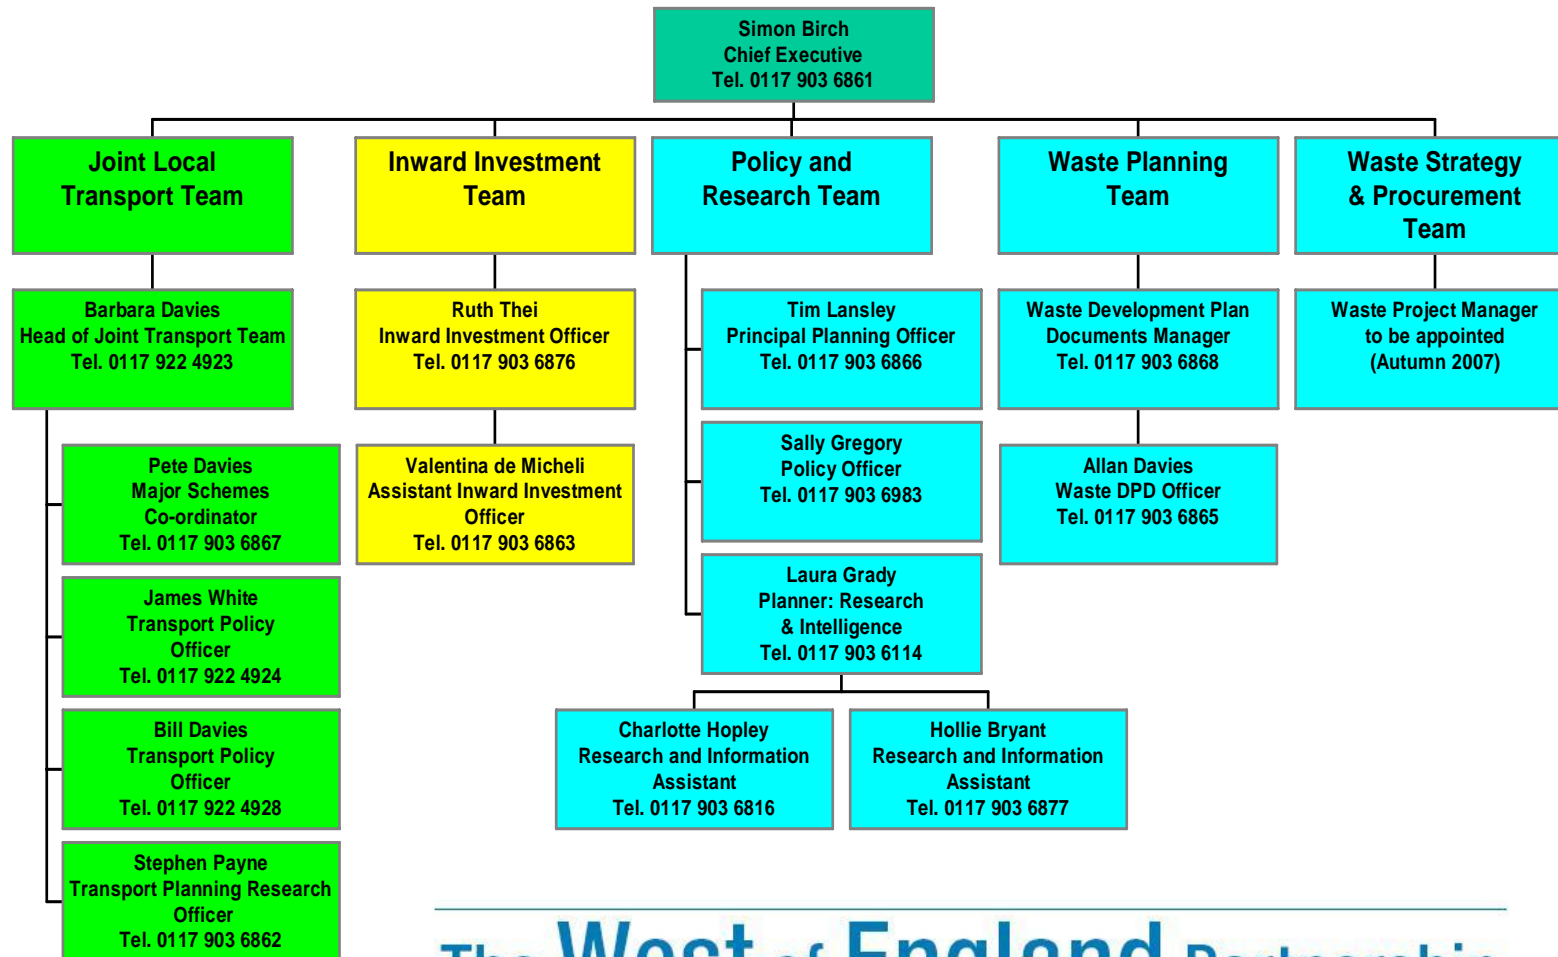 Simon Birch
Chief Executive
Tel. 0117 903 6861
Joint Local
Transport Team
Inward Investment
Team
Policy and
Research Team
Waste Planning
Team
Waste Strategy
& Procurement
Team
Barbara Davies
Head of Joint Transport Team
Tel. 0117 922 4923
Ruth Thei
Inward Investment Officer
Tel. 0117 903 6876
Tim Lansley
Principal Planning Officer
Tel. 0117 903 6866
Waste Development Plan
Documents Manager
Tel. 0117 903 6868
Waste Project Manager
to be appointed
(Autumn 2007)
Pete Davies
Major Schemes
Co-ordinator
Tel. 0117 903 6867
Valentina de Micheli
Assistant Inward Investment
Officer
Tel. 0117 903 6863
Sally Gregory
Policy Officer
Tel. 0117 903 6983
Allan Davies
Waste DPD Officer
Tel. 0117 903 6865
James White
Transport Policy
Officer
Tel. 0117 922 4924
Laura Grady
Planner: Research
& Intelligence
Tel. 0117 903 6114
Bill Davies
Transport Policy
Officer
Tel. 0117 922 4928
Charlotte Hopley
Research and Information
Assistant
Tel. 0117 903 6816
Hollie Bryant
Research and Information
Assistant
Tel. 0117 903 6877
Stephen Payne
Transport Planning Research
Officer
Tel. 0117 903 6862
The West of England Partnership